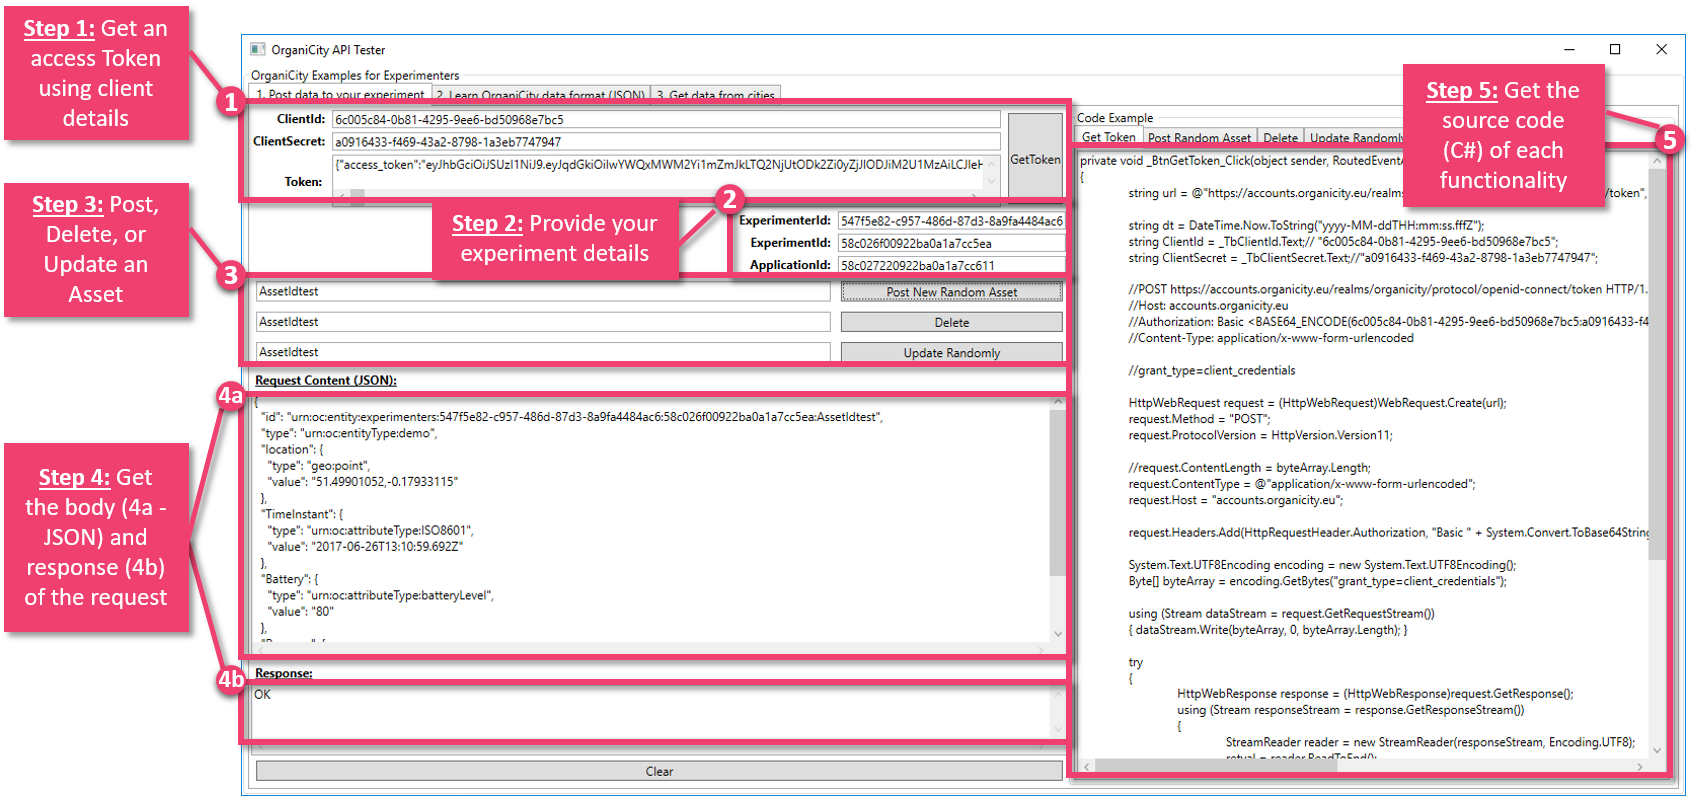 Step 1: Get an
access Token
using client
details
Step 3: Post,
Delete, or
Update an
Asset
Step 4: Get
the body (4a -
JSON) and
response (4b)
of the request
OrganiCity API Tester
OrganiCity Examples for Experimenters
1. Post data to your experiment 2. Learn OrganiCity data format (JSON) 3. Get data from cities
1
ClientId: 6c005c84-0b81-4295-9ee6-bd50968e7bc5
ClientSecret: a0916433-f469-43a2-8798-1a3eb7747947
Token:
GetToken
Step 2: Provide your
experiment details
2
ExperimenterId: 547f5e82-c957-486d-87d3-8a9fa4484ac6
ExperimentId: 58c026f00922ba0a1a7cc5ea
ApplicationId: 58c027220922ba0a1a7cc611
3
AssetIdtest Post New Random Asset
AssetIdtest Delete
AssetIdtest Update Randomly
Request Content (JSON):
4a
{
"id": "urn:oc:entity:experimenters:547f5e82-c957-486d-87d3-8a9fa4484ac6:58c026f00922ba0a1a7cc5ea:AssetIdtest",
"type": "urn:oc:entityType:demo",
"location": {
"type": "geo:point",
"value": "51.49901052,-0.17933115"
},
"TimeInstant": {
"type": "urn:oc:attributeType:ISO8601",
"value": "2017-06-26T13:10:59.692Z"
},
"Battery": {
"type": "urn:oc:attributeType:batteryLevel",
"value": "80"
},
Response:
4b
OK
Clear
Step 5: Get the
source code
(C#) of each
functionality
5
Code Example
Get Token Post Random Asset Delete Update Randomly
private void _BtnGetToken_Click(object sender, RoutedEventA
{
string url = @"https://accounts.organicity.eu/realms /token",
string dt = DateTime.Now.ToString("yyyy-MM-ddTHH:mm:ss.fffZ");
string ClientId = _TbClientId.Text;// "6c005c84-0b81-4295-9ee6-bd50968e7bc5";
string ClientSecret = _TbClientSecret.Text;//"a0916433-f469-43a2-8798-1a3eb7747947";
//POST https://accounts.organicity.eu/realms/organicity/protocol/openid-connect/token HTTP/1.
//Host: accounts.organicity.eu
//Authorization: Basic <BASE64_ENCODE(6c005c84-0b81-4295-9ee6-bd50968e7bc5:a0916433-f4
//Content-Type: application/x-www-form-urlencoded
//grant_type=client_credentials
HttpWebRequest request = (HttpWebRequest)WebRequest.Create(url);
request.Method = "POST";
request.ProtocolVersion = HttpVersion.Version11;
//request.ContentLength = byteArray.Length;
request.ContentType = @"application/x-www-form-urlencoded";
request.Host = "accounts.organicity.eu";
request.Headers.Add(HttpRequestHeader.Authorization, "Basic " + System.Convert.ToBase64String
System.Text.UTF8Encoding encoding = new System.Text.UTF8Encoding();
Byte[] byteArray = encoding.GetBytes("grant_type=client_credentials");
using (Stream dataStream = request.GetRequestStream())
{ dataStream.Write(byteArray, 0, byteArray.Length); }
try
{
HttpWebResponse response = (HttpWebResponse)request.GetResponse();
using (Stream responseStream = response.GetResponseStream())
{
StreamReader reader = new StreamReader(responseStream, Encoding.UTF8);
retval = reader.ReadToEnd();